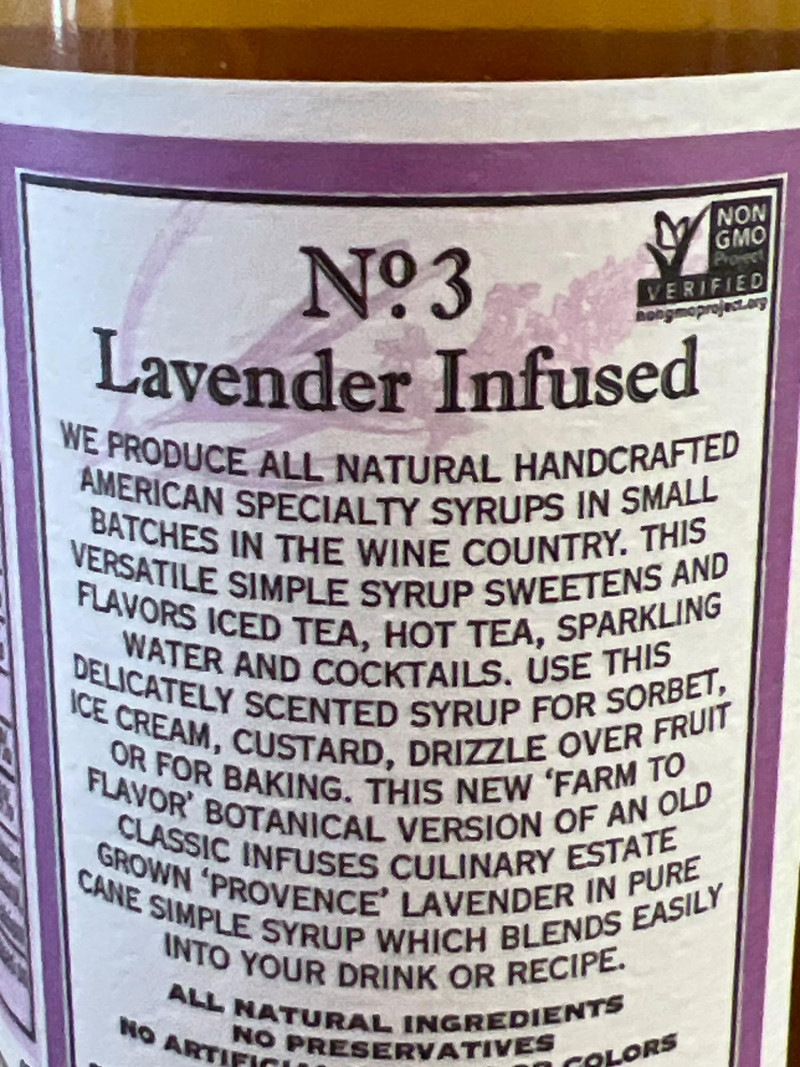 NON
GMO
Project
VERIFIED
nongmoproject.org
Nº.3
Lavender Infused
WE PRODUCE ALL NATURAL HANDCRAFTED
AMERICAN SPECIALTY SYRUPS IN SMALL
BATCHES IN THE WINE COUNTRY. THIS
VERSATILE SIMPLE SYRUP SWEETENS AND
FLAVORS ICED TEA, HOT TEA, SPARKLING
WATER AND COCKTAILS. USE THIS
DELICATELY SCENTED SYRUP FOR SORBET,
ICE CREAM, CUSTARD, DRIZZLE OVER FRUIT
OR FOR BAKING. THIS NEW ‘FARM TO
FLAVOR’ BOTANICAL VERSION OF AN OLD
CLASSIC INFUSES CULINARY ESTATE
GROWN ‘PROVENCE’ LAVENDER IN PURE
CANE SIMPLE SYRUP WHICH BLENDS EASILY
INTO YOUR DRINK OR RECIPE.
ALL NATURAL INGREDIENTS
NO PRESERVATIVES
NO COLORS